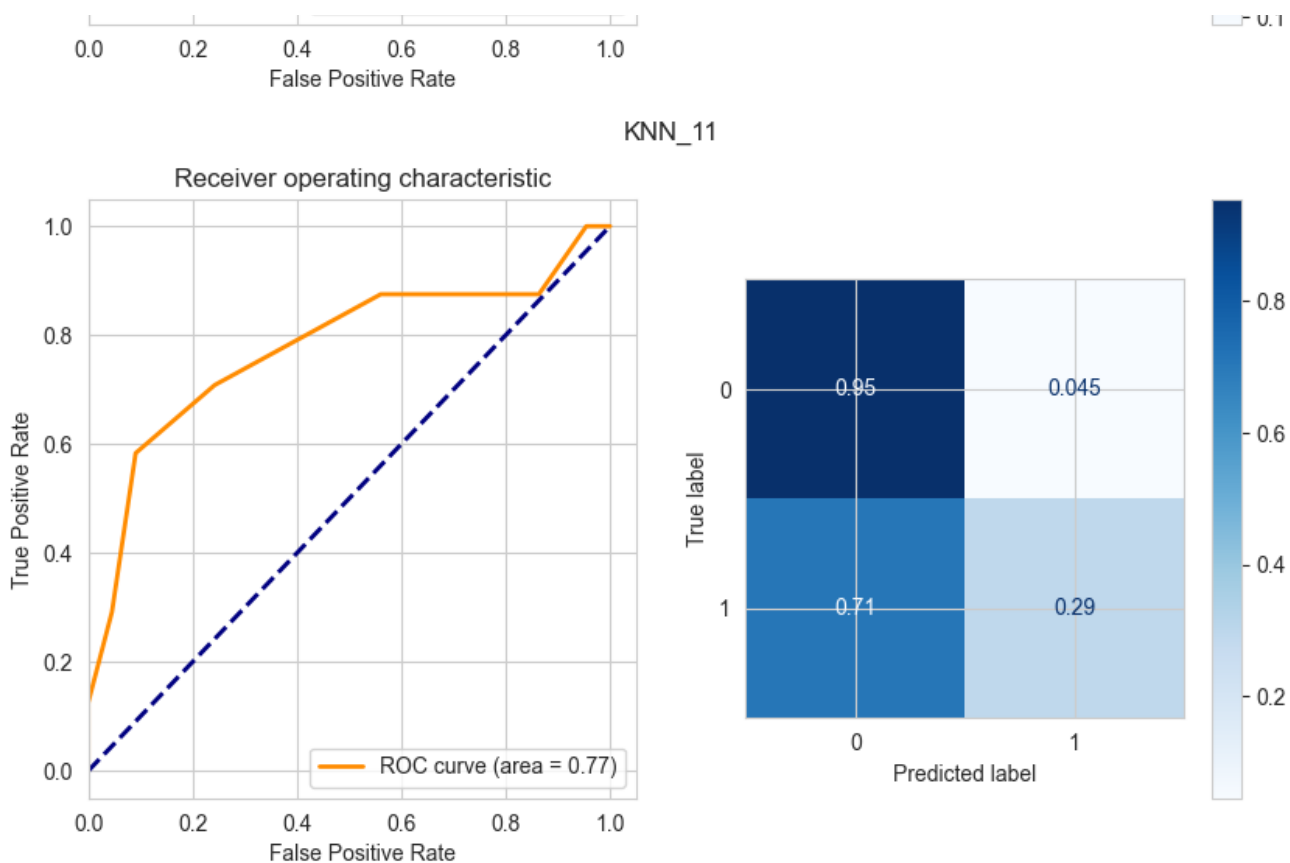 0.1
0.0 0.2 0.4 0.6 0.8 1.0
False Positive Rate
KNN_11
Receiver operating characteristic
1.0
0.8
0.6
0.4
0.2
0.0
True Positive Rate
ROC curve (area = 0.77)
0.0 0.2 0.4 0.6 0.8 1.0
False Positive Rate
0.95 0.045
0.71 0.29
0
1
True label
0 1
Predicted label
0.8
0.6
0.4
0.2